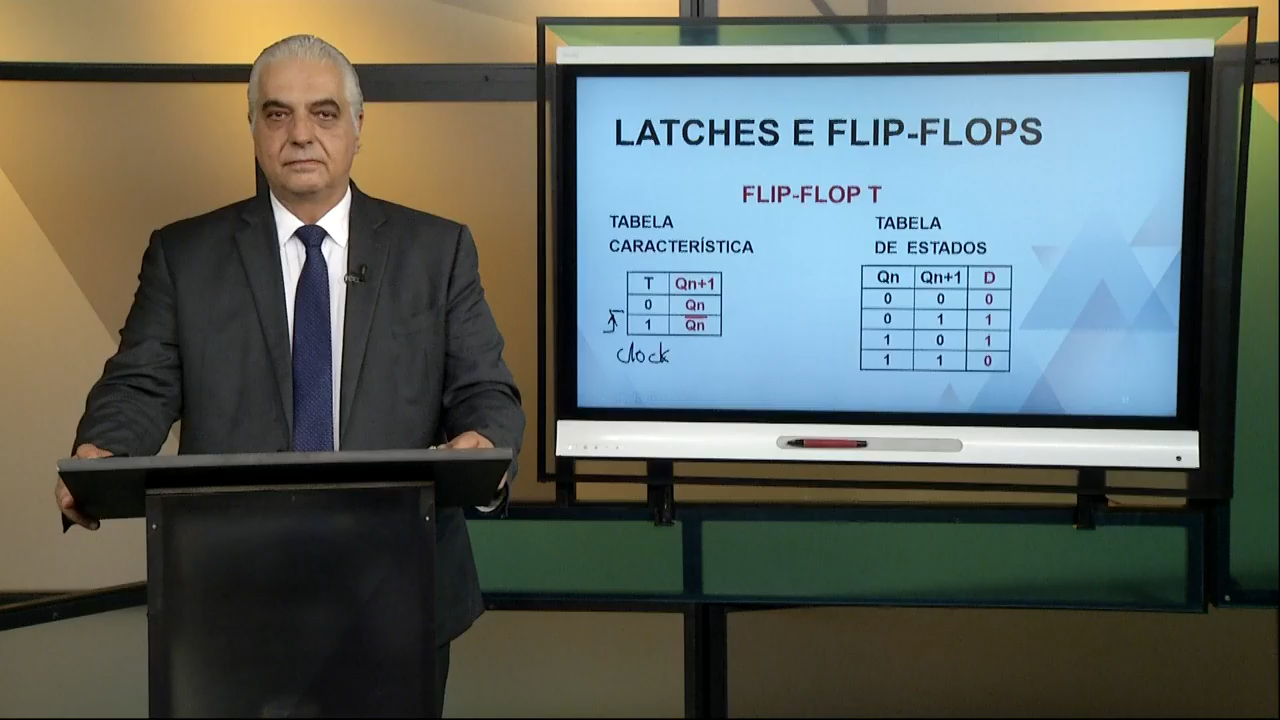 LATCHES E FLIP-FLOPS
FLIP-FLOP T
TABELA
CARACTERÍSTICA
T Qn+1
0 Qn
1 Q̅n̅
clock
TABELA
DE ESTADOS
Qn Qn+1 D
0 0 0
0 1 1
1 0 1
1 1 0